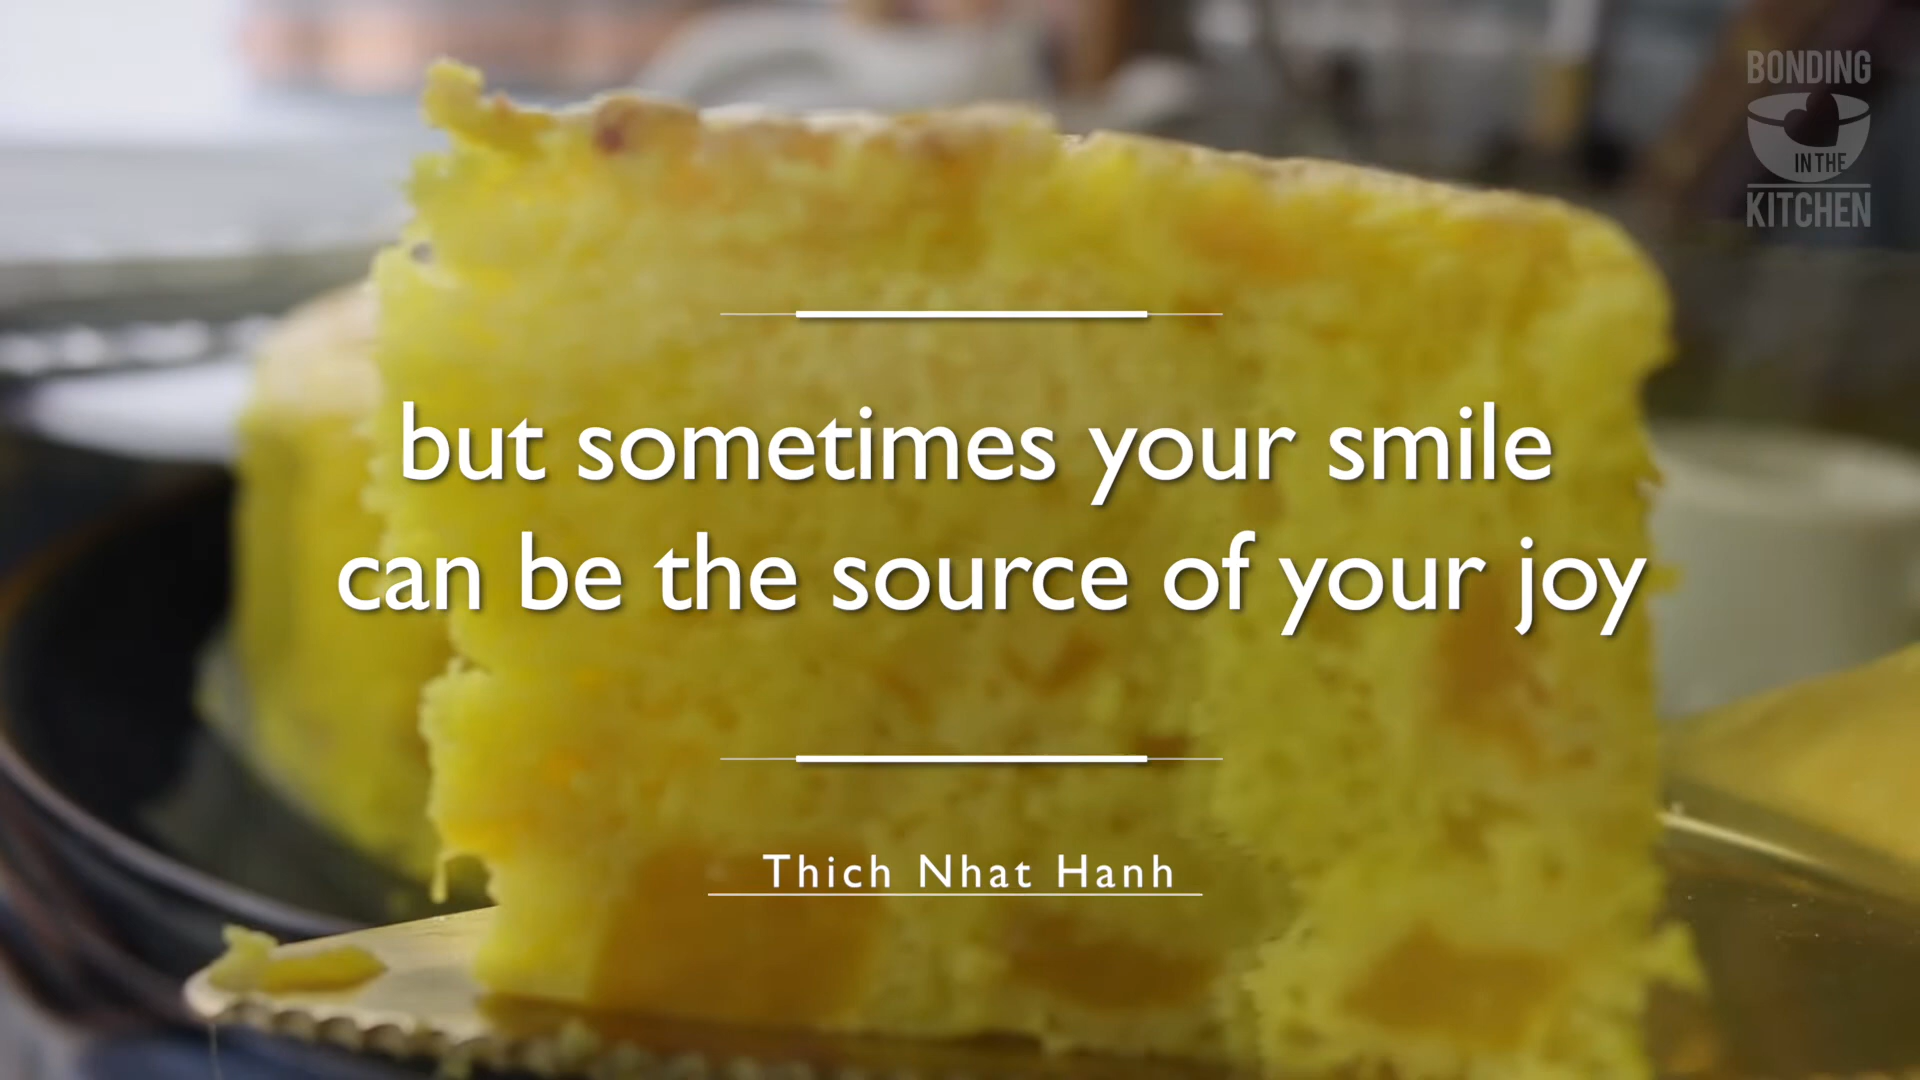 BONDING
IN THE
KITCHEN
but sometimes your smile
can be the source of your joy
Thich Nhat Hanh